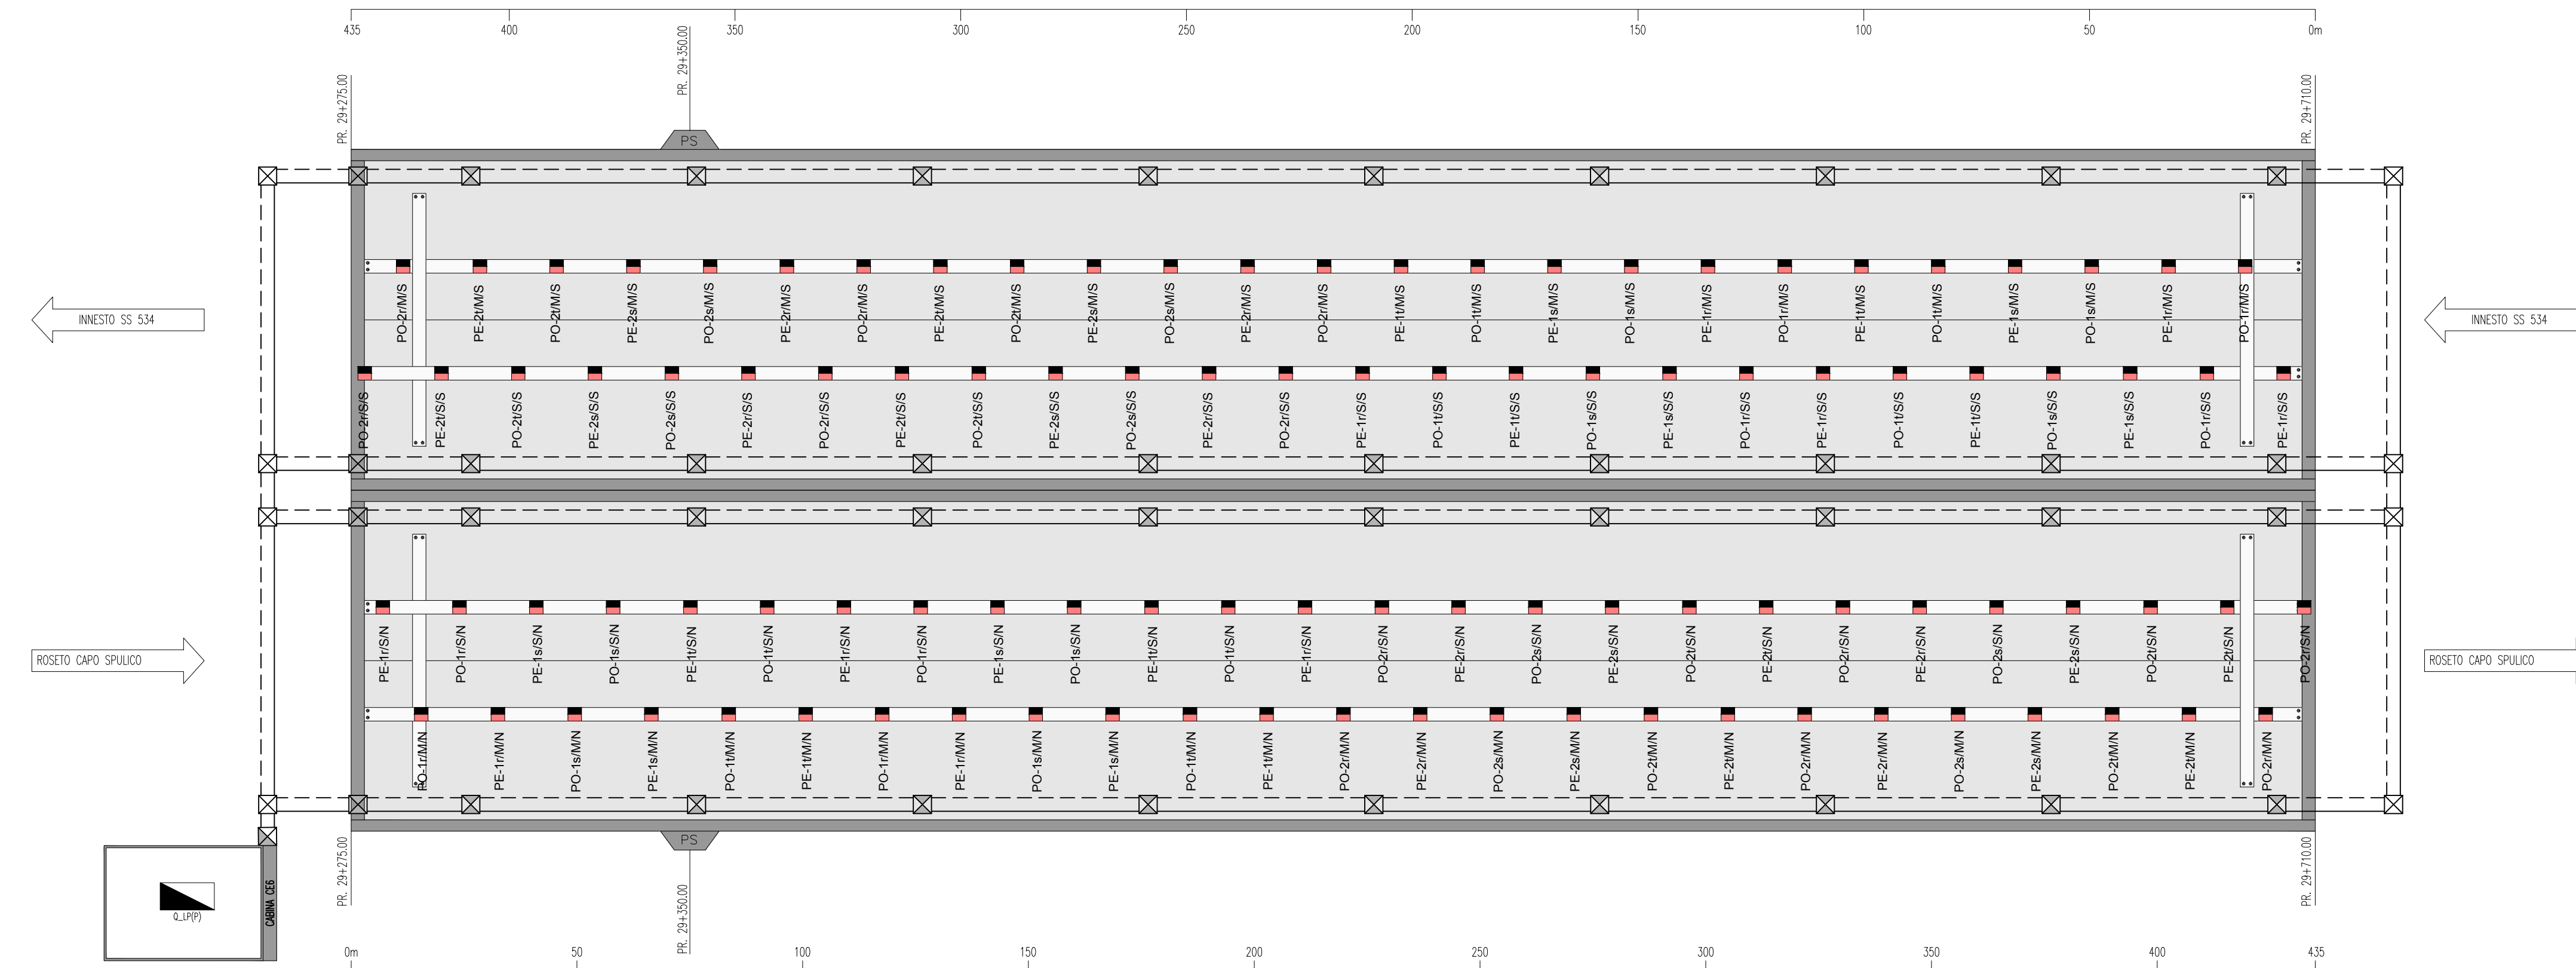 435 400 350 300 250 200 150 100 50 0m
PR. 29+275.00
PR. 29+350.00
PR. 29+710.00
PS
INNESTO SS 534
INNESTO SS 534
PO-2r/M/S PE-2t/M/S PO-2t/M/S PE-2s/M/S PO-2s/M/S PE-2r/M/S PO-2r/M/S PE-2t/M/S PO-2t/M/S PE-2s/M/S PO-2s/M/S PE-2r/M/S PO-2r/M/S PE-1t/M/S PO-1t/M/S PE-1s/M/S PO-1s/M/S PE-1r/M/S PO-1r/M/S PE-1t/M/S PO-1t/M/S PE-1s/M/S PO-1s/M/S PE-1r/M/S PO-1r/M/S
PO-2r/S/S PE-2t/S/S PO-2t/S/S PE-2s/S/S PO-2s/S/S PE-2r/S/S PO-2r/S/S PE-2t/S/S PO-2t/S/S PE-2s/S/S PO-2s/S/S PE-2r/S/S PO-2r/S/S PE-1r/S/S PO-1t/S/S PE-1t/S/S PO-1s/S/S PE-1s/S/S PO-1r/S/S PE-1r/S/S PO-1t/S/S PE-1t/S/S PO-1s/S/S PE-1s/S/S PO-1r/S/S PE-1r/S/S
PE-1r/S/N PO-1r/S/N PE-1s/S/N PO-1s/S/N PE-1t/S/N PO-1t/S/N PE-1r/S/N PO-1r/S/N PE-1s/S/N PO-1s/S/N PE-1t/S/N PO-1t/S/N PE-1r/S/N PO-2r/S/N PE-2r/S/N PO-2s/S/N PE-2s/S/N PO-2t/S/N PE-2t/S/N PO-2r/S/N PE-2r/S/N PO-2s/S/N PE-2s/S/N PO-2t/S/N PE-2t/S/N PO-2r/S/N
ROSETO CAPO SPULICO
ROSETO CAPO SPULICO
PO-1r/M/N PE-1r/M/N PO-1s/M/N PE-1s/M/N PO-1t/M/N PE-1t/M/N PO-1r/M/N PE-1r/M/N PO-1s/M/N PE-1s/M/N PO-1t/M/N PE-1t/M/N PO-2r/M/N PE-2r/M/N PO-2s/M/N PE-2s/M/N PO-2t/M/N PE-2t/M/N PO-2r/M/N PE-2r/M/N PO-2s/M/N PE-2s/M/N PO-2t/M/N PE-2t/M/N PO-2r/M/N
PS
PR. 29+275.00
PR. 29+350.00
PR. 29+710.00
CABINA CE6
Q_LP(P)
0m 50 100 150 200 250 300 350 400 435